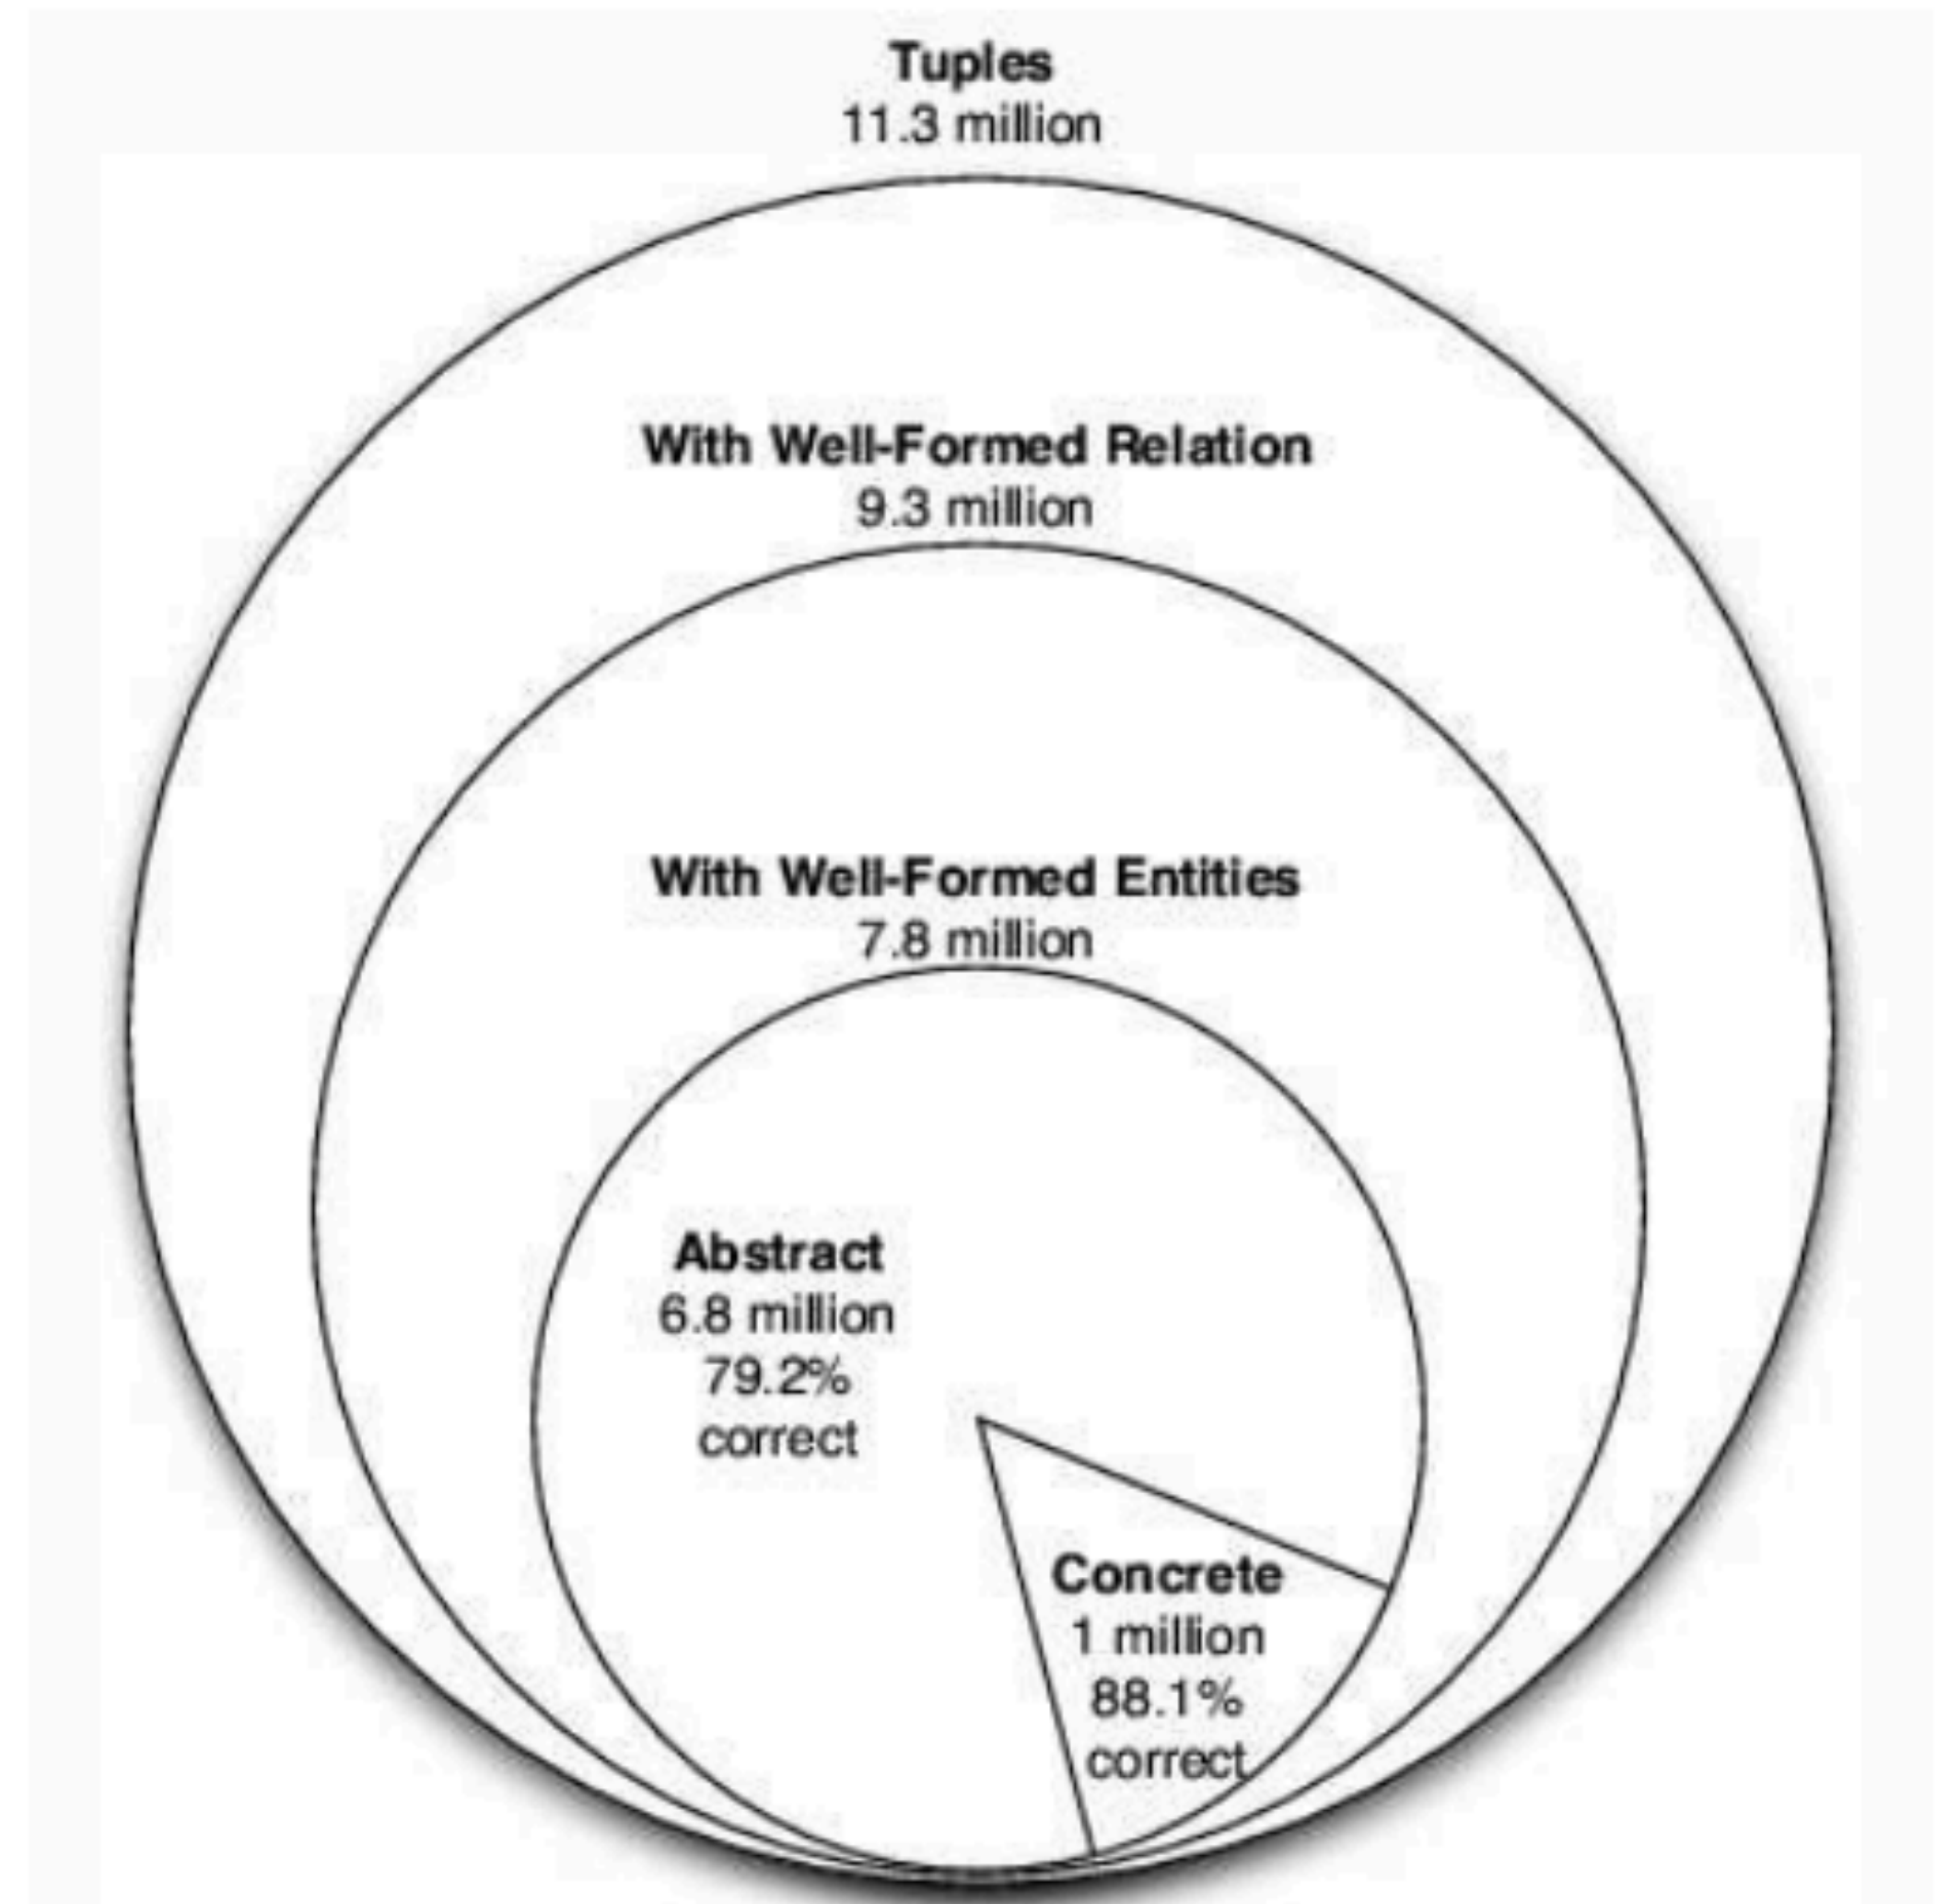 Tuples
11.3 million
With Well-Formed Relation
9.3 million
With Well-Formed Entities
7.8 million
Abstract
6.8 million
79.2%
correct
Concrete
1 million
88.1%
correct